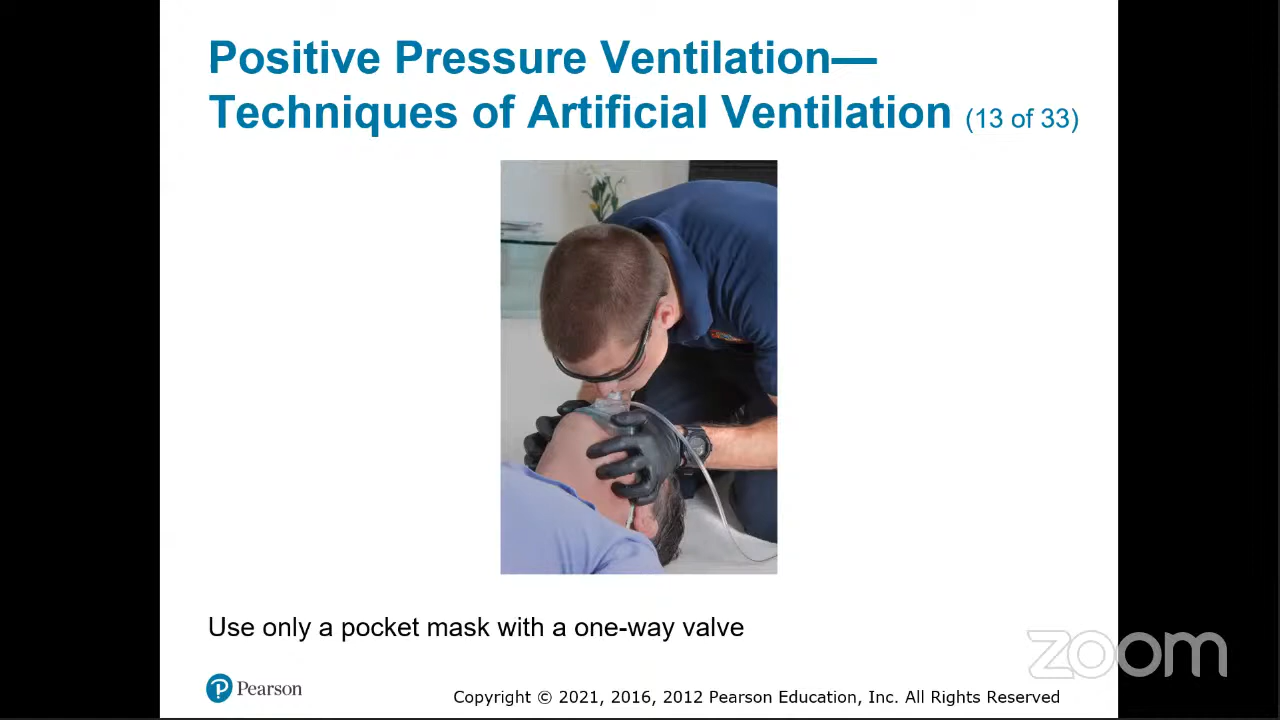 Positive Pressure Ventilation—
Techniques of Artificial Ventilation (13 of 33)
Use only a pocket mask with a one-way valve
zoom
Pearson
Copyright © 2021, 2016, 2012 Pearson Education, Inc. All Rights Reserved